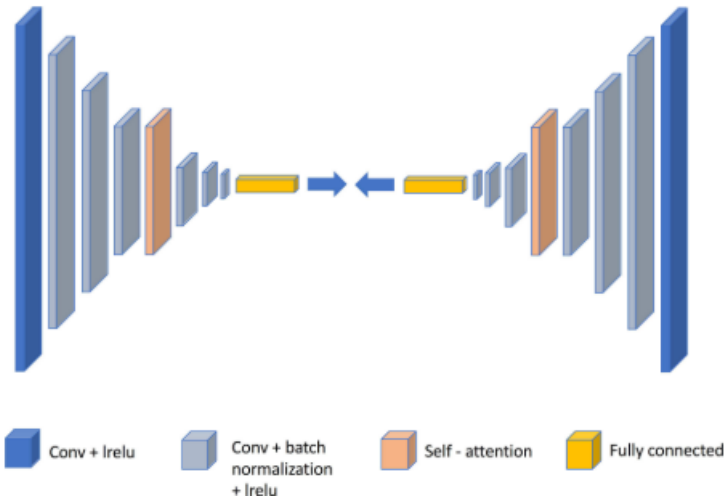 Conv + lrelu
Conv + batch
normalization
+ lrelu
Self - attention
Fully connected